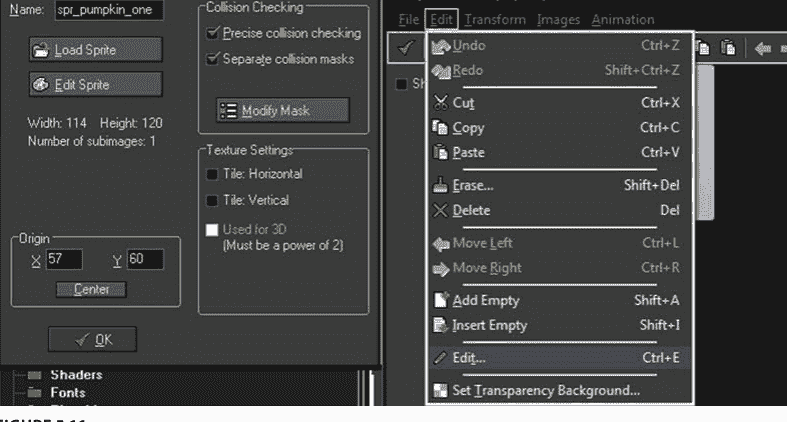 Name: spr_pumpkin_one
Load Sprite
Edit Sprite
Width: 114 Height: 120
Number of subimages: 1
Origin
X 57 Y 60
Center
OK
Collision Checking
Precise collision checking
Separate collision masks
Modify Mask
Texture Settings
Tile: Horizontal
Tile: Vertical
Used for 3D
(Must be a power of 2)
Shaders
Fonts
File Edit Transform Images Animation
Undo Ctrl+Z
Redo Shift+Ctrl+Z
Cut Ctrl+X
Copy Ctrl+C
Paste Ctrl+V
Erase... Shift+Del
Delete Del
Move Left Ctrl+L
Move Right Ctrl+R
Add Empty Shift+A
Insert Empty Shift+I
Edit... Ctrl+E
Set Transparency Background...